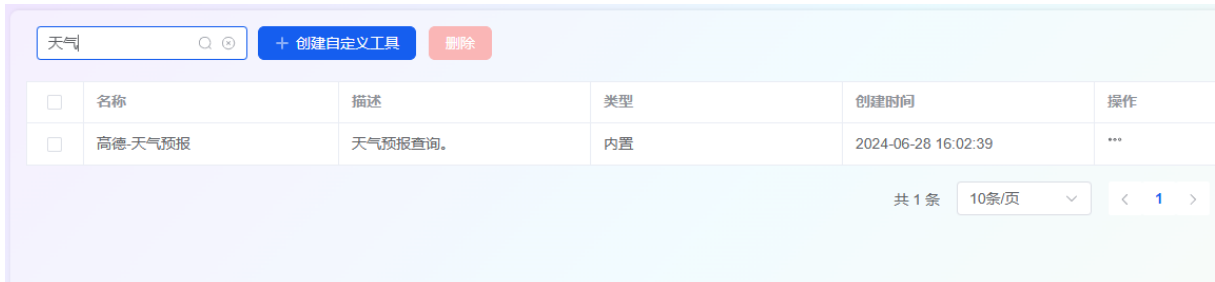 天气 + 创建自定义工具 删除
名称 描述 类型 创建时间 操作
高德-天气预报 天气预报查询。 内置 2024-06-28 16:02:39 •••
共 1 条 10条/页 < 1 >